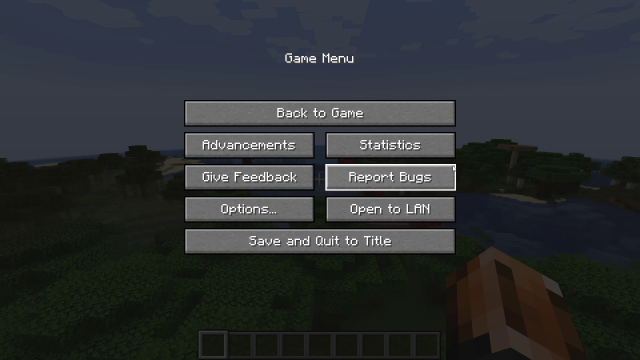 Game Menu
Back to Game
Advancements
Statistics
Give Feedback
Report Bugs
Options...
Open to LAN
Save and Quit to Title